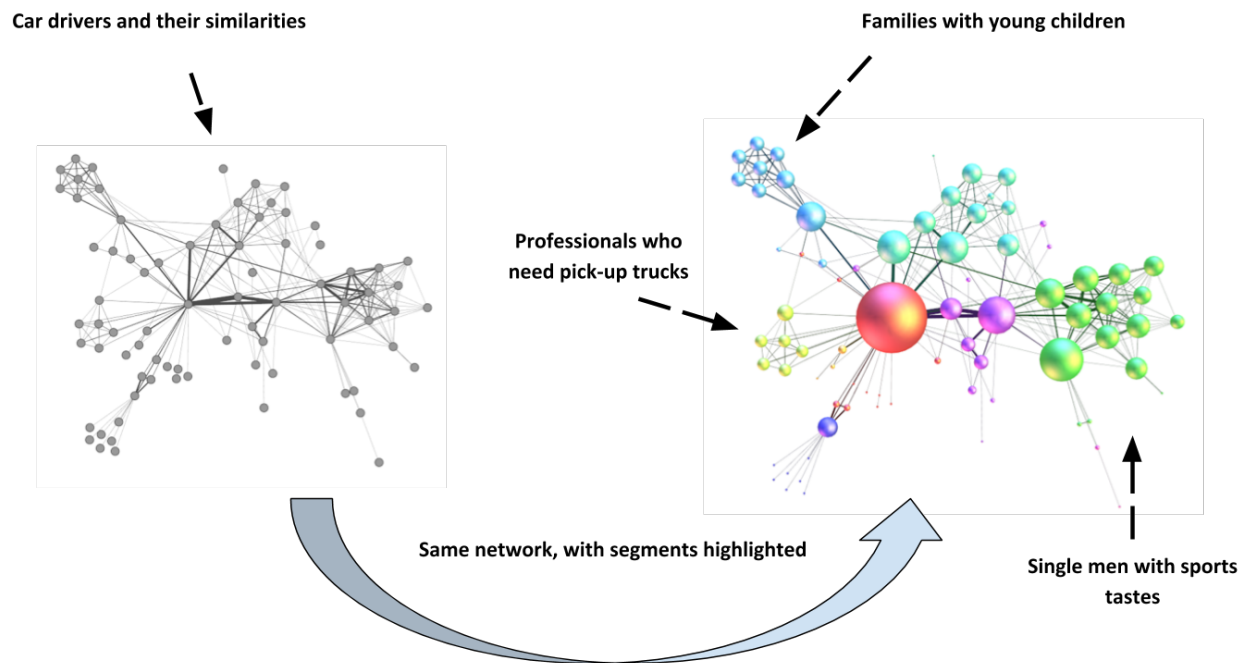 Car drivers and their similarities
Families with young children
Professionals who
need pick-up trucks
Same network, with segments highlighted
Single men with sports
tastes